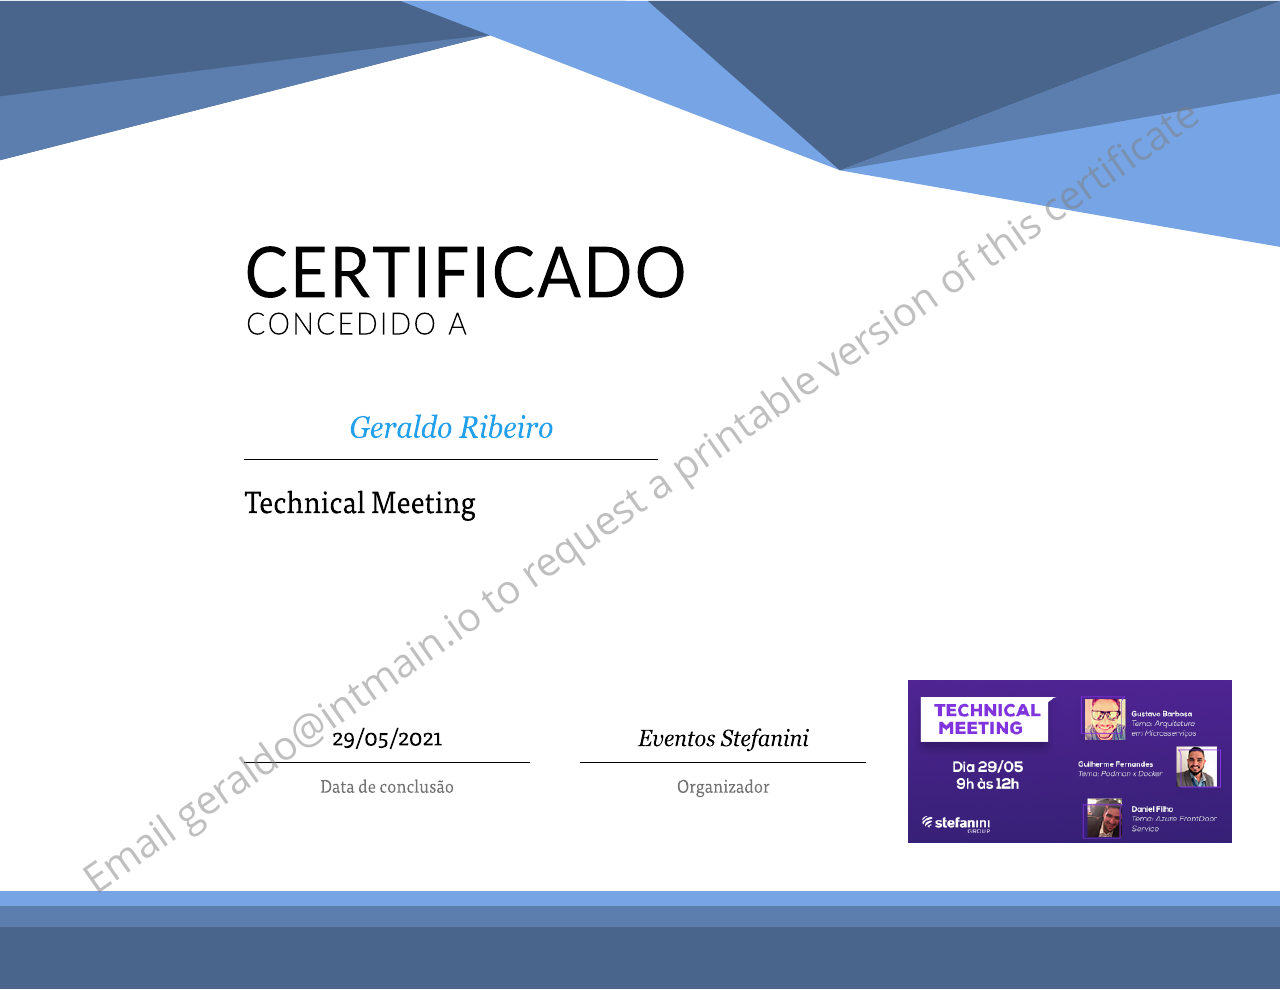 CERTIFICADO
CONCEDIDO A
Geraldo Ribeiro
Technical Meeting
Email geraldo@intmain.io to request a printable version of this certificate
29/05/2021
Data de conclusão
Eventos Stefanini
Organizador
TECHNICAL
MEETING
Dia 29/05
9h às 12h
stefanini
GROUP
Gustavo Barbosa
Tema: Arquitetura
em Microsserviços
Guilherme Fernandes
Tema: Podman x Docker
Daniel Filho
Tema: Azure FrontDoor
Service